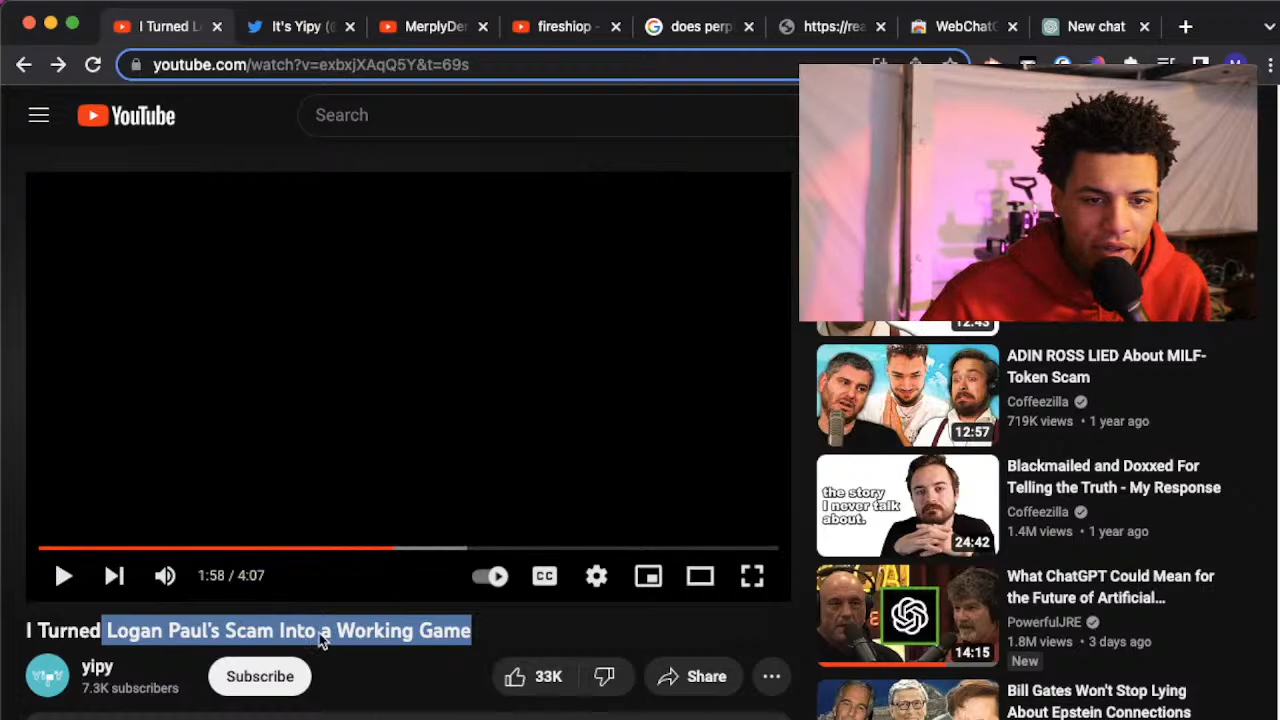 I Turned L
It's Yipy (@
MerplyDer
fireshiop -
does perp
https://rea
WebChatG
New chat
youtube.com/watch?v=exbxjXAqQ5Y&t=69s
YouTube
Search
12:43
ADIN ROSS LIED About MILF-
Token Scam
Coffeezilla
719K views • 1 year ago
12:57
the story
I never talk
about.
24:42
Blackmailed and Doxxed For
Telling the Truth - My Response
Coffeezilla
1.4M views • 1 year ago
What ChatGPT Could Mean for
the Future of Artificial...
PowerfulJRE
1.8M views • 3 days ago
New
14:15
Bill Gates Won't Stop Lying
About Epstein Connections
1:58 / 4:07
CC
I Turned Logan Paul's Scam Into a Working Game
yipy
7.3K subscribers
Subscribe
33K
Share